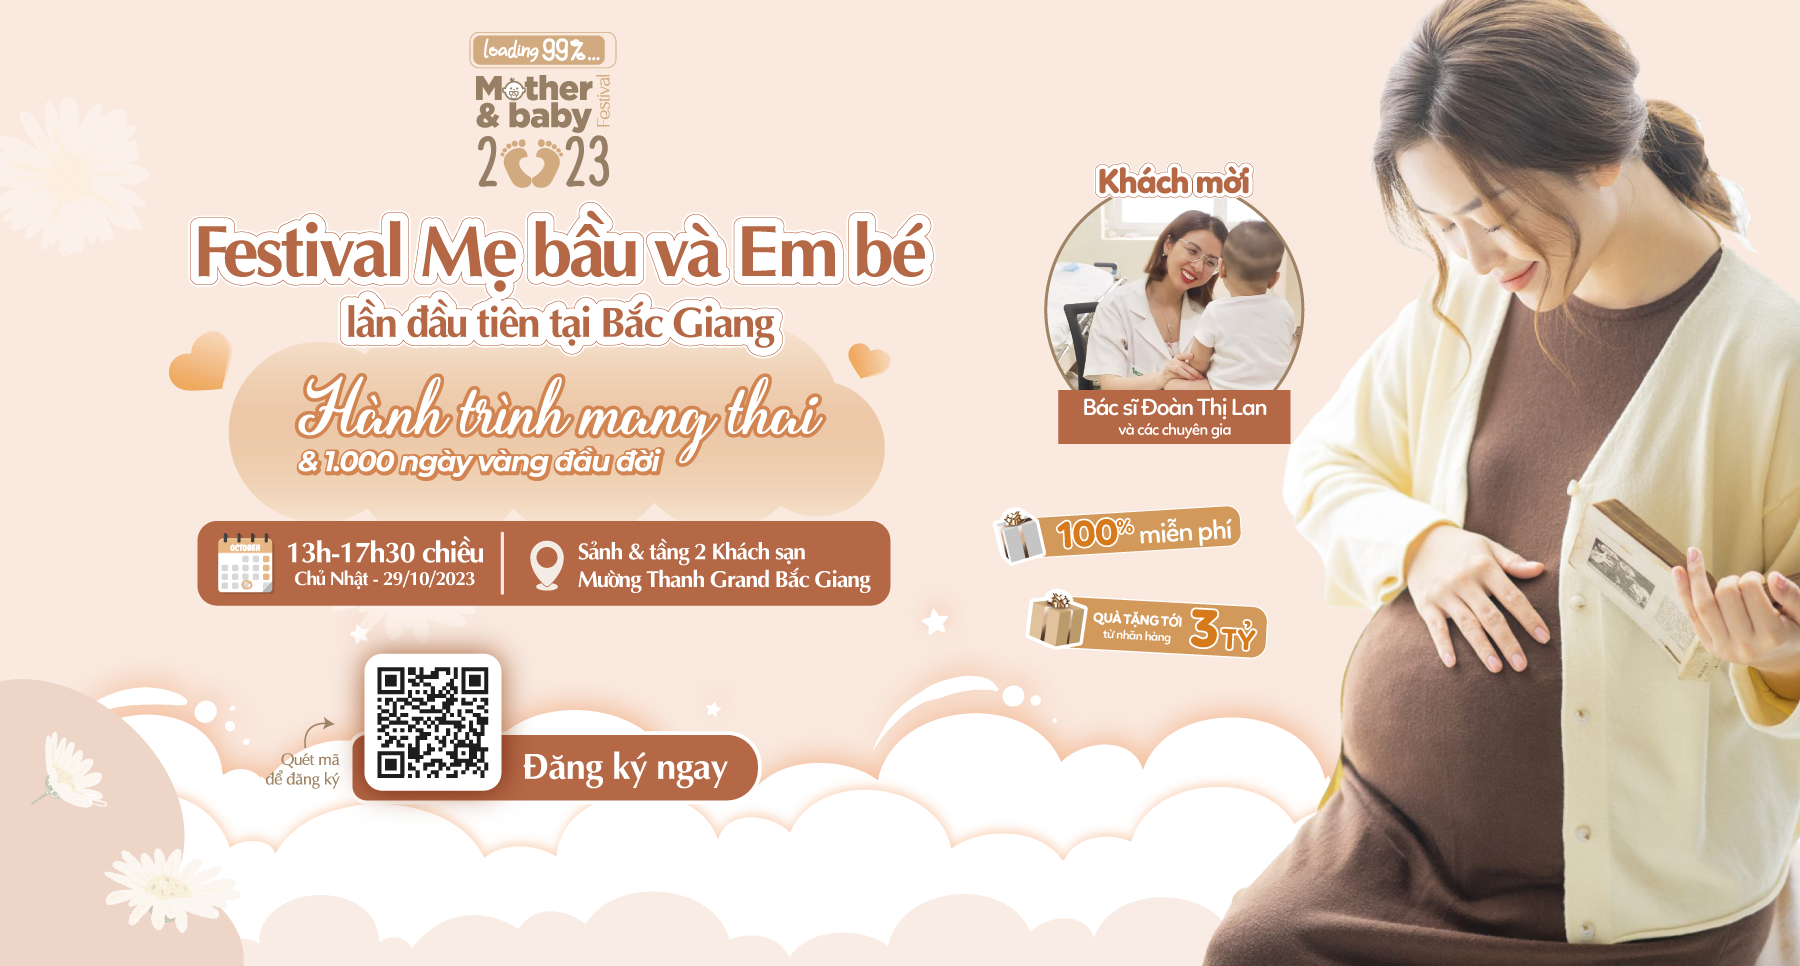 loading 99%...
Mother
& baby
Festival
2023
Festival Mẹ bầu và Em bé
lần đầu tiên tại Bắc Giang
Hành trình mang thai
& 1.000 ngày vàng đầu đời
OCTOBER
13h-17h30 chiều
Chủ Nhật - 29/10/2023
Sảnh & tầng 2 Khách sạn
Mường Thanh Grand Bắc Giang
Quét mã
để đăng ký
Đăng ký ngay
Khách mời
Bác sĩ Đoàn Thị Lan
và các chuyên gia
100% miễn phí
QUÀ TẶNG TỚI
từ nhãn hàng
3 TỶ